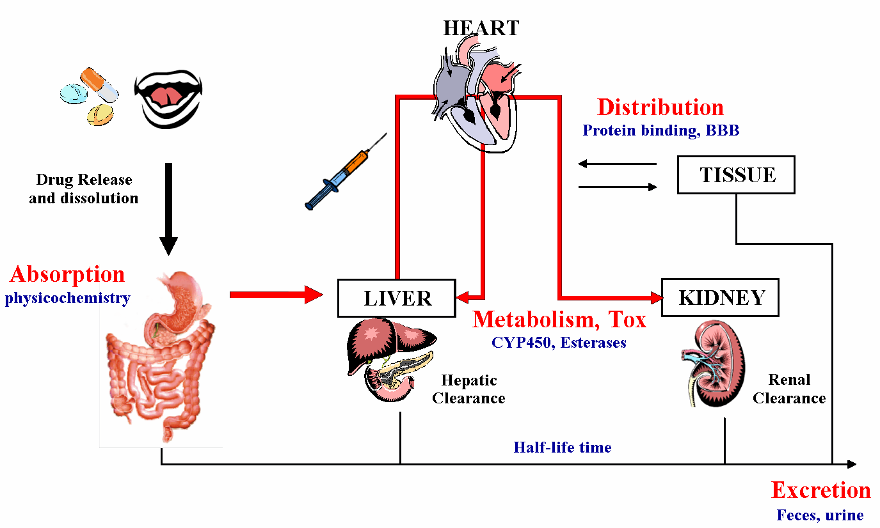 HEART
Distribution
Protein binding, BBB
Drug Release
and dissolution
TISSUE
Absorption
physicochemistry
LIVER
KIDNEY
Metabolism, Tox
CYP450, Esterases
Hepatic
Clearance
Renal
Clearance
Half-life time
Excretion
Feces, urine